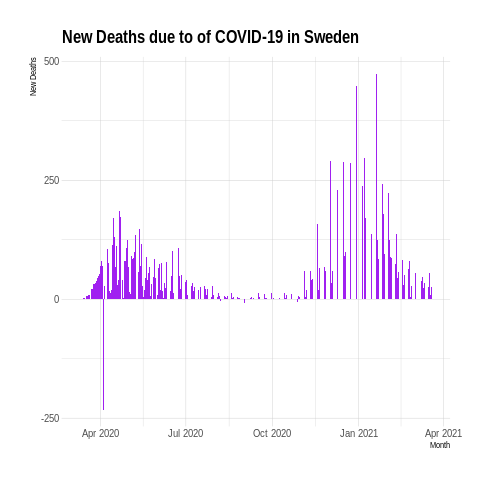 New Deaths due to of COVID-19 in Sweden
New Deaths
500
250
0
-250
Apr 2020
Jul 2020
Oct 2020
Jan 2021
Apr 2021
Month